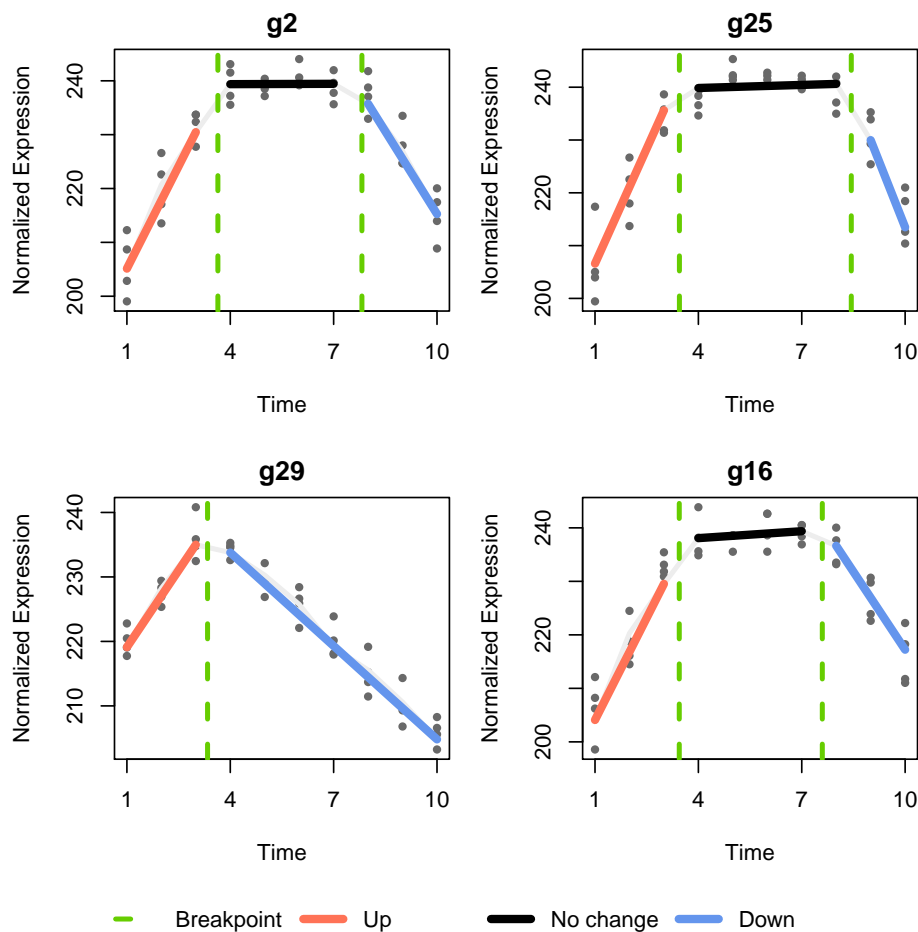 g2
Normalized Expression
200
220
240
1 4 7 10
Time
g25
Normalized Expression
200
220
240
1 4 7 10
Time
g29
Normalized Expression
210
220
230
240
1 4 7 10
Time
g16
Normalized Expression
200
220
240
1 4 7 10
Time
Breakpoint Up No change Down